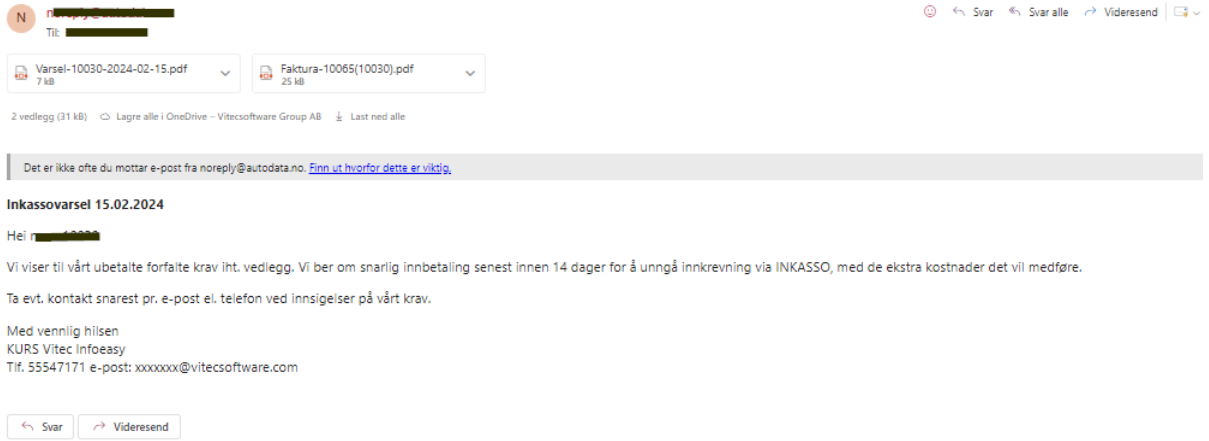 N
Til:
Svar
Svar alle
Videresend
Varsel-10030-2024-02-15.pdf
7 kB
Faktura-10065(10030).pdf
25 kB
2 vedlegg (31 kB) Lagre alle i OneDrive – Vitecsoftware Group AB Last ned alle
Det er ikke ofte du mottar e-post fra noreply@autodata.no. Finn ut hvorfor dette er viktig.
Inkassovarsel 15.02.2024
Hei
Vi viser til vårt ubetalte forfalte krav iht. vedlegg. Vi ber om snarlig innbetaling senest innen 14 dager for å unngå innkrevning via INKASSO, med de ekstra kostnader det vil medføre.
Ta evt. kontakt snarest pr. e-post el. telefon ved innsigelser på vårt krav.
Med vennlig hilsen
KURS Vitec Infoeasy
Tlf. 55547171 e-post: xxxxxxx@vitecsoftware.com
Svar
Videresend